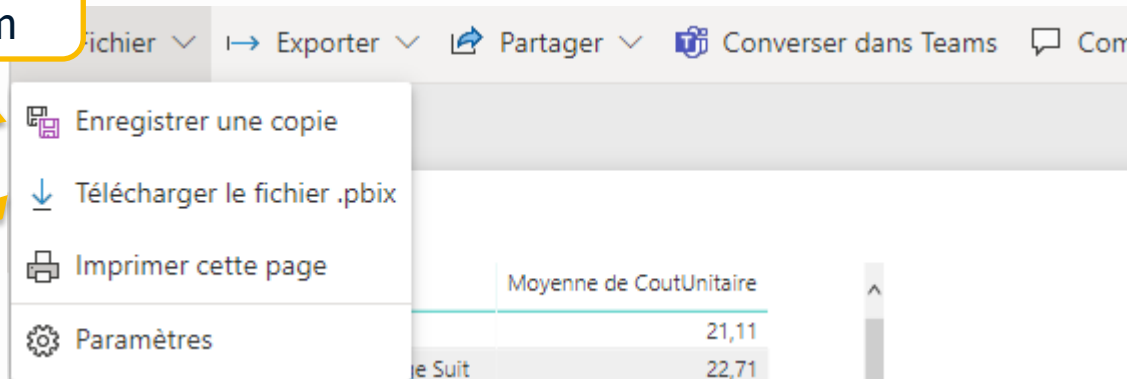 Fichier Exporter Partager Converser dans Teams
Enregistrer une copie
Télécharger le fichier .pbix
Imprimer cette page
Moyenne de CoutUnitaire
Paramètres
21,11
Suit 22,71